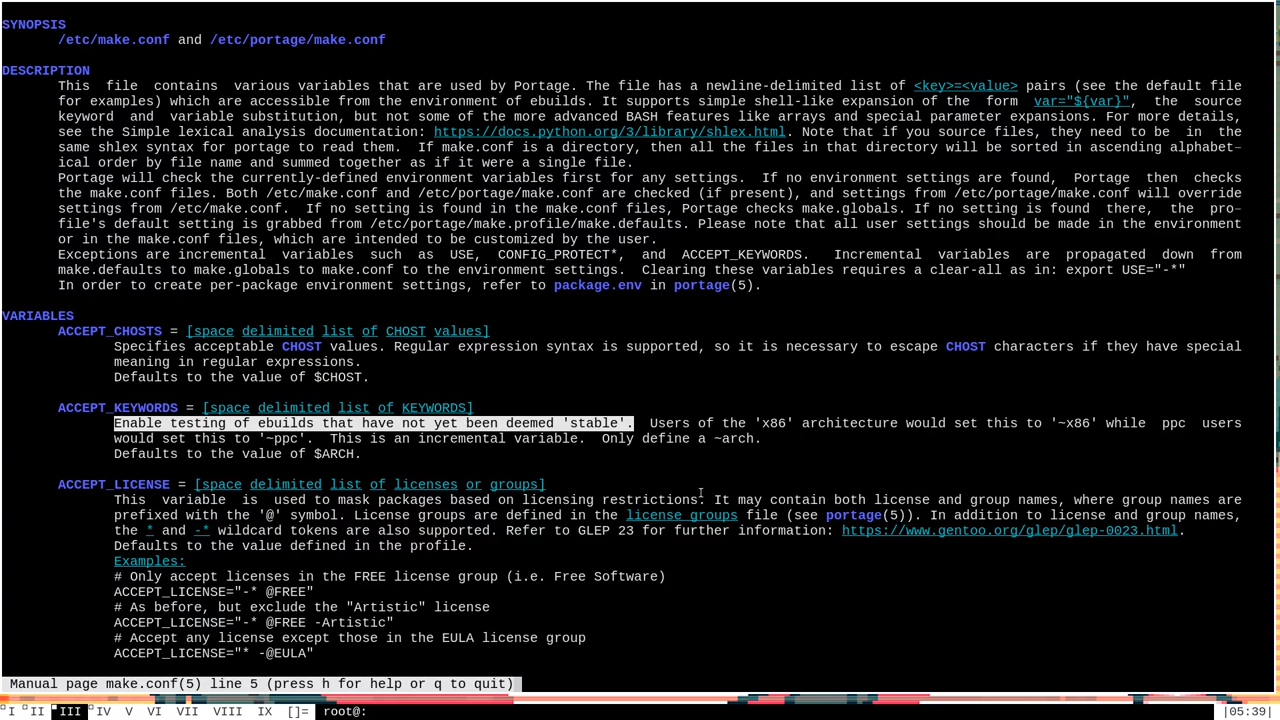 SYNOPSIS
/etc/make.conf and /etc/portage/make.conf
DESCRIPTION
This file contains various variables that are used by Portage. The file has a newline-delimited list of <key>=<value> pairs (see the default file
for examples) which are accessible from the environment of ebuilds. It supports simple shell-like expansion of the form var="${var}", the source
keyword and variable substitution, but not some of the more advanced BASH features like arrays and special parameter expansions. For more details,
see the Simple lexical analysis documentation: https://docs.python.org/3/library/shlex.html. Note that if you source files, they need to be in the
same shlex syntax for portage to read them. If make.conf is a directory, then all the files in that directory will be sorted in ascending alphabet‐
ical order by file name and summed together as if it were a single file.
Portage will check the currently-defined environment variables first for any settings. If no environment settings are found, Portage then checks
the make.conf files. Both /etc/make.conf and /etc/portage/make.conf are checked (if present), and settings from /etc/portage/make.conf will override
settings from /etc/make.conf. If no setting is found in the make.conf files, Portage checks make.globals. If no setting is found there, the pro‐
file's default setting is grabbed from /etc/portage/make.profile/make.defaults. Please note that all user settings should be made in the environment
or in the make.conf files, which are intended to be customized by the user.
Exceptions are incremental variables such as USE, CONFIG_PROTECT*, and ACCEPT_KEYWORDS. Incremental variables are propagated down from
make.defaults to make.globals to make.conf to the environment settings. Clearing these variables requires a clear-all as in: export USE="-*"
In order to create per-package environment settings, refer to package.env in portage(5).
VARIABLES
ACCEPT_CHOSTS = [space delimited list of CHOST values]
Specifies acceptable CHOST values. Regular expression syntax is supported, so it is necessary to escape CHOST characters if they have special
meaning in regular expressions.
Defaults to the value of $CHOST.
ACCEPT_KEYWORDS = [space delimited list of KEYWORDS]
Enable testing of ebuilds that have not yet been deemed 'stable'. Users of the 'x86' architecture would set this to '~x86' while ppc users
would set this to '~ppc'. This is an incremental variable. Only define a ~arch.
Defaults to the value of $ARCH.
ACCEPT_LICENSE = [space delimited list of licenses or groups]
This variable is used to mask packages based on licensing restrictions. It may contain both license and group names, where group names are
prefixed with the '@' symbol. License groups are defined in the license_groups file (see portage(5)). In addition to license and group names,
the * and -* wildcard tokens are also supported. Refer to GLEP 23 for further information: https://www.gentoo.org/glep/glep-0023.html.
Defaults to the value defined in the profile.
Examples:
# Only accept licenses in the FREE license group (i.e. Free Software)
ACCEPT_LICENSE="-* @FREE"
# As before, but exclude the "Artistic" license
ACCEPT_LICENSE="-* @FREE -Artistic"
# Accept any license except those in the EULA license group
ACCEPT_LICENSE="* -@EULA"
Manual page make.conf(5) line 5 (press h for help or q to quit)
I II III IV V VI VII VIII IX []= root@: |05:39|